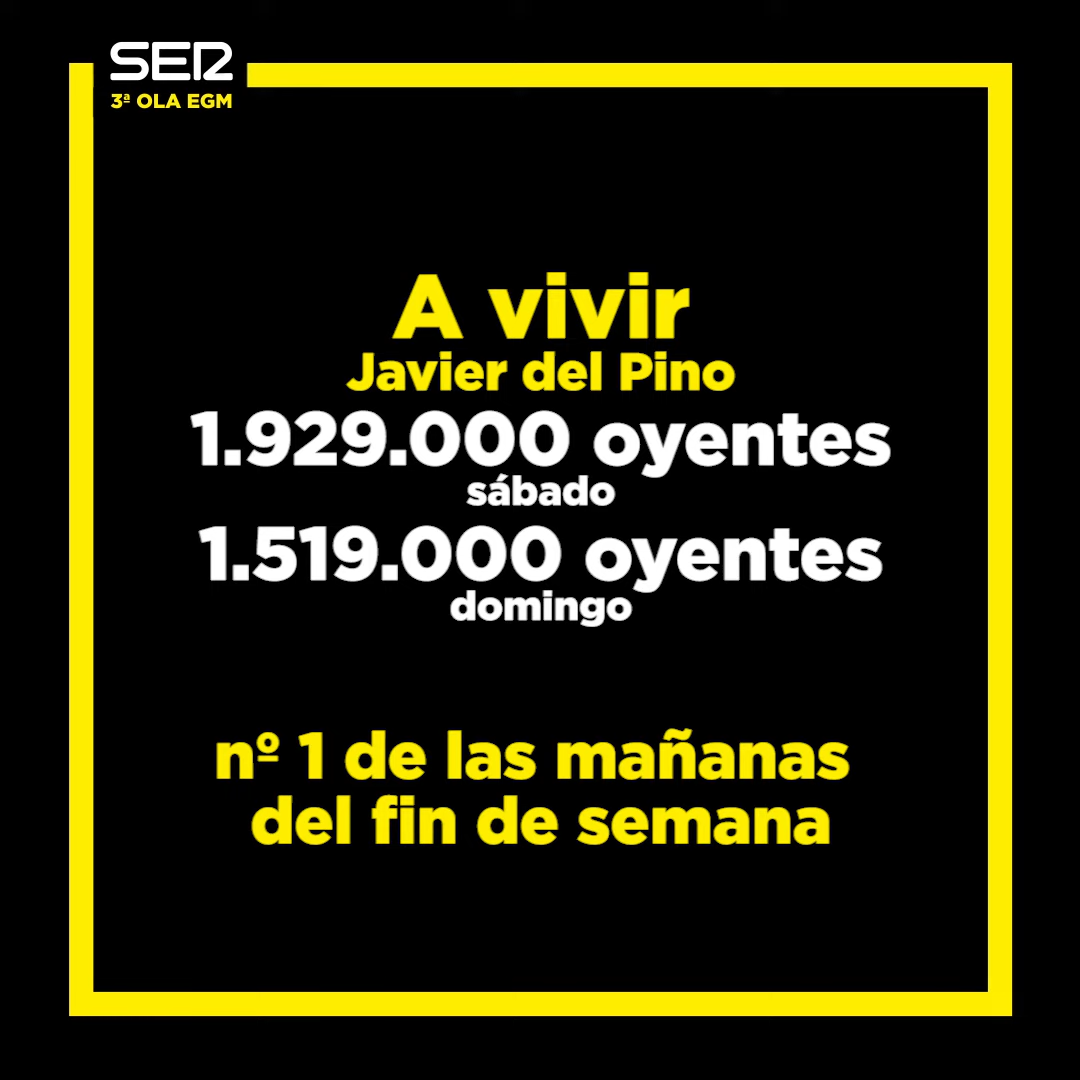 SER
3ª OLA EGM
A vivir
Javier del Pino
1.929.000 oyentes
sábado
1.519.000 oyentes
domingo
nº 1 de las mañanas
del fin de semana